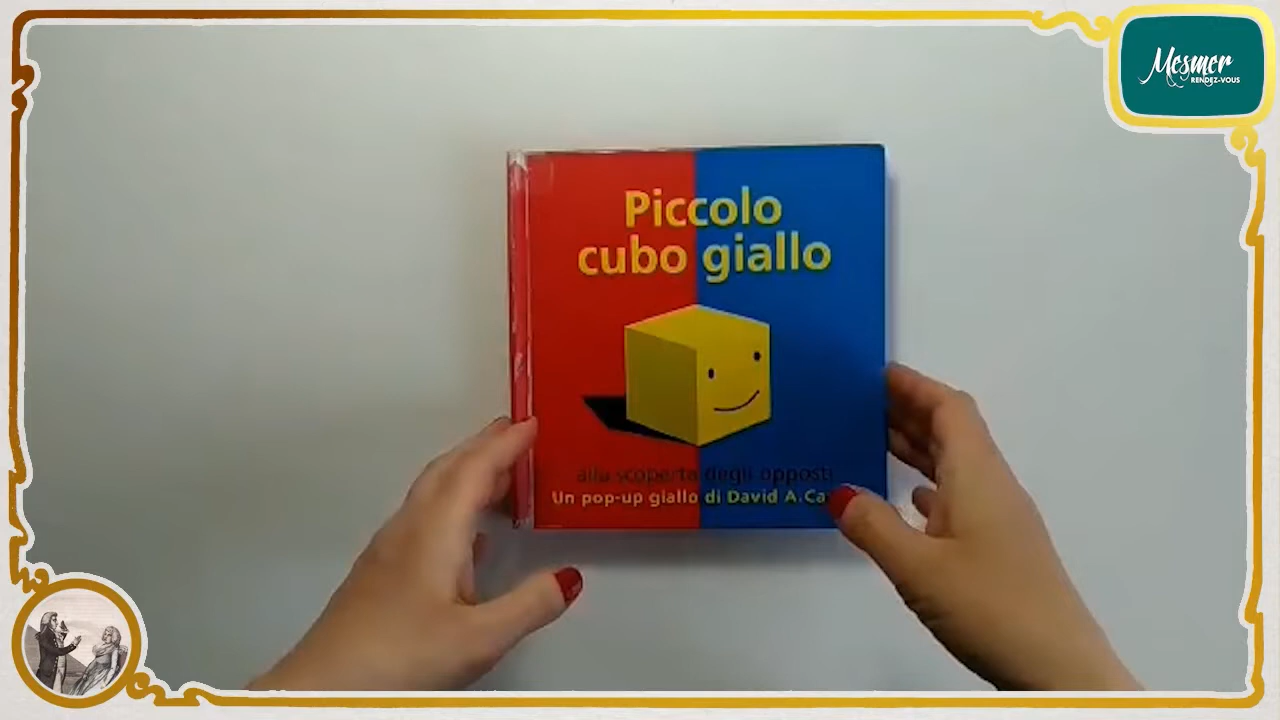 Mesmer
RENDEZ-VOUS
Piccolo
cubo giallo
alla scoperta degli opposti
Un pop-up giallo di David A.